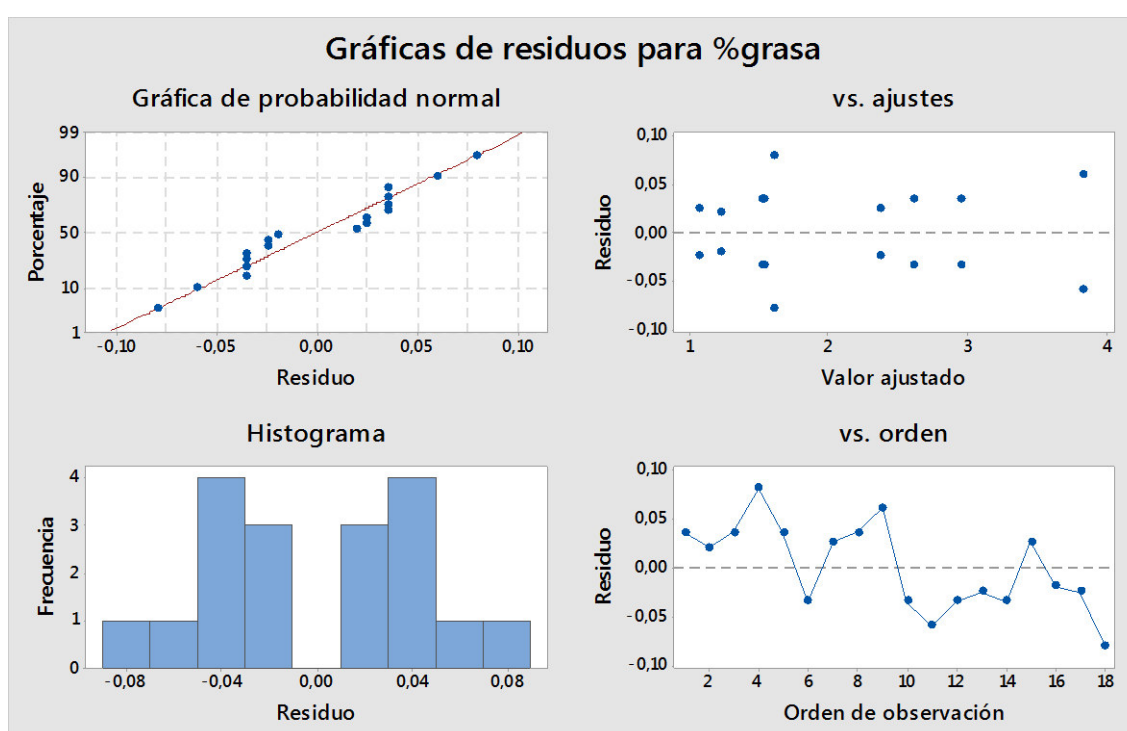 Gráficas de residuos para %grasa
Gráfica de probabilidad normal
99
90
50
10
1
Porcentaje
-0,10 -0,05 0,00 0,05 0,10
Residuo
vs. ajustes
0,10
0,05
0,00
-0,05
-0,10
Residuo
1 2 3 4
Valor ajustado
Histograma
4
3
2
1
0
Frecuencia
-0,08 -0,04 0,00 0,04 0,08
Residuo
vs. orden
0,10
0,05
0,00
-0,05
-0,10
Residuo
2 4 6 8 10 12 14 16 18
Orden de observación